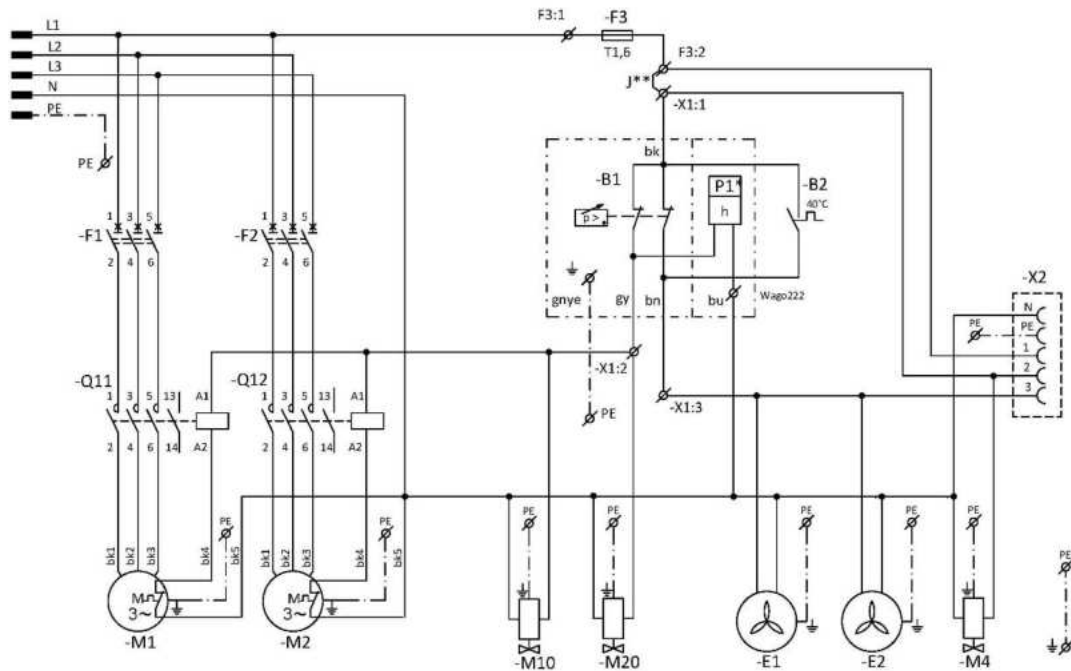 L1
F3:1
-F3
L2
T1,6
F3:2
L3
J**
N
-X1:1
PE
PE
bk
-B1
P1*
-B2
h
40°C
p >
1 3 5
-F1
2 4 6
1 3 5
-F2
2 4 6
-X2
gnye
gy
bn
bu
Wago222
N
PE
PE
1
2
3
-X1:2
-X1:3
PE
-Q11
1 3 5 13 A1
2 4 6 14 A2
-Q12
1 3 5 13 A1
2 4 6 14 A2
PE
PE
PE
PE
PE
PE
PE
PE
bk1
bk2
bk3
bk4
bk5
bk1
bk2
bk3
bk4
bk5
M
3~
M
3~
-M1
-M2
-M10
-M20
-E1
-E2
-M4